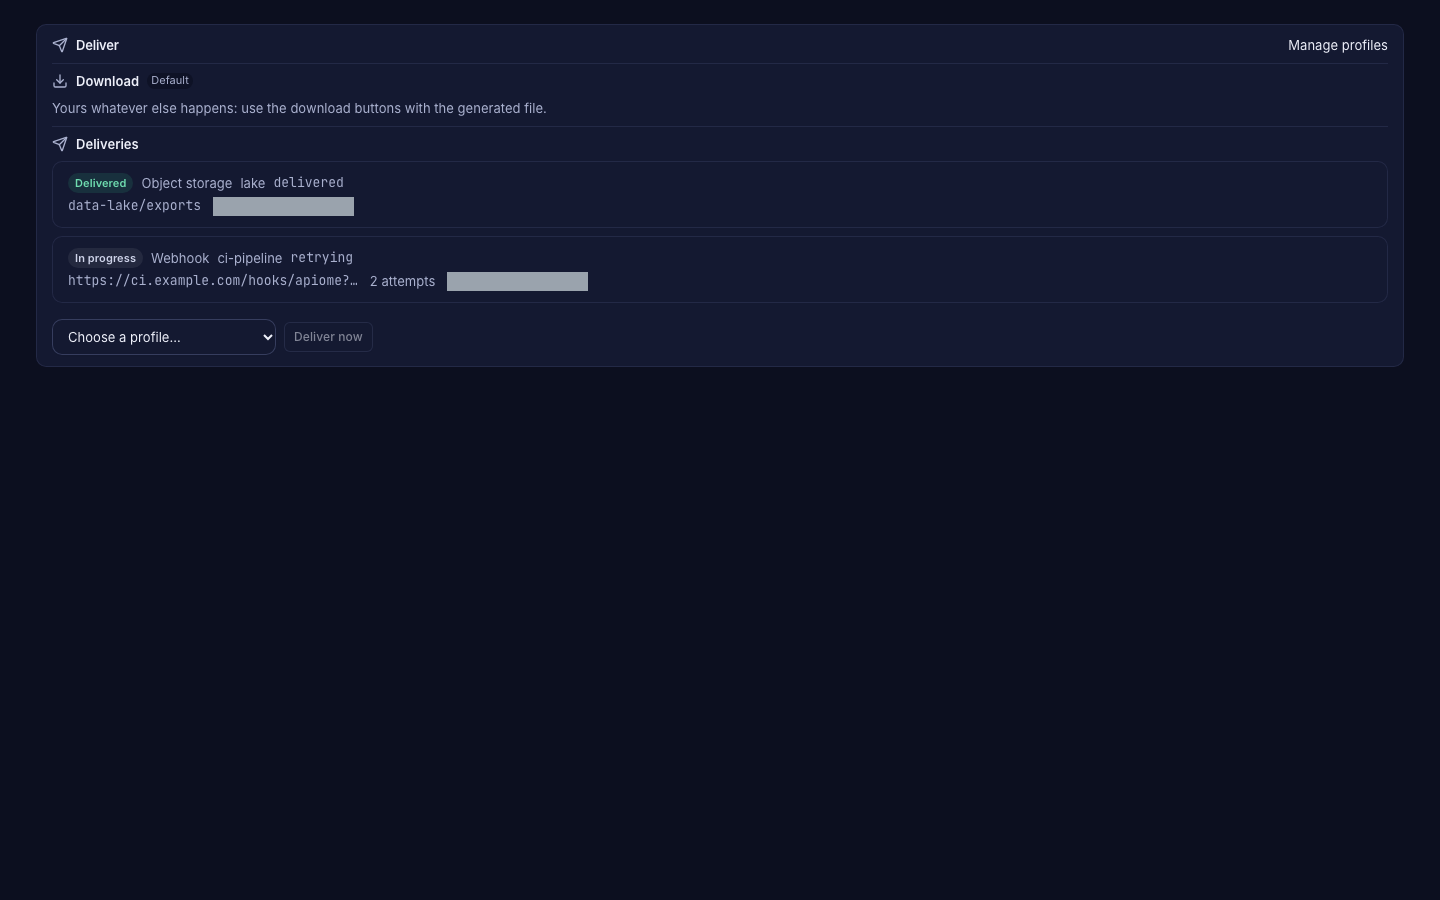 Deliver Manage profiles
Download Default
Yours whatever else happens: use the download buttons with the generated file.
Deliveries
Delivered Object storage lake delivered
data-lake/exports
In progress Webhook ci-pipeline retrying
https://ci.example.com/hooks/apiome?… 2 attempts
Choose a profile... Deliver now